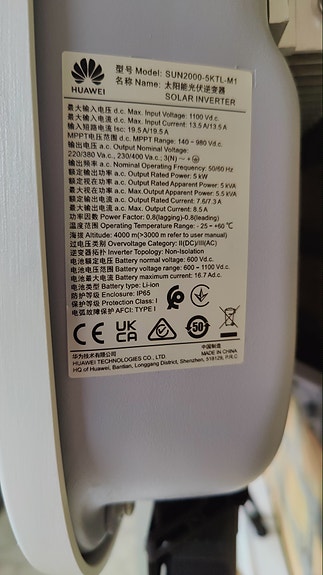 HUAWEI
型号 Model: SUN2000-5KTL-M1
名称 Name: 太阳能光伏逆变器
SOLAR INVERTER
最大输入电压 d.c. Max. Input Voltage: 1100 Vd.c.
最大输入电流 d.c. Max. Input Current: 13.5 A/13.5 A
输入短路电流 Isc: 19.5 A/19.5 A
MPPT电压范围 d.c. MPPT Range: 140 – 980 Vd.c.
输出电压 a.c. Output Nominal Voltage:
220/380 Va.c., 230/400 Va.c.; 3(N)~+
输出频率 a.c. Nominal Operating Frequency: 50/60 Hz
额定输出功率 a.c. Output Rated Power: 5 kW
额定视在功率 a.c. Output Rated Apparent Power: 5 kVA
最大视在功率 a.c. Output Max. Apparent Power: 5.5 kVA
额定输出电流 a.c. Output Rated Current: 7.6/7.3 A
最大输出电流 a.c. Output Max. Output Current: 8.5 A
功率因数 Power Factor: 0.8(lagging)-0.8(leading)
温度范围 Operating Temperature Range: - 25 – +60 ℃
海拔 Altitude: 4000 m(>3000 m refer to user manual)
过电压类别 Overvoltage Category: II(DC)/III(AC)
逆变器拓扑 Inverter Topology: Non-Isolation
电池额定电压 Battery normal voltage: 600 Vd.c.
电池电压范围 Battery voltage range: 600 – 1100 Vd.c.
电池最大电流 Battery maximum current: 16.7 Ad.c.
电池类型 Battery Type: Li-ion
防护等级 Enclosure: IP65
保护等级 Protection Class: I
电弧故障保护 AFCI: TYPE I
CE UK CA 50
华为技术有限公司 中国制造
HUAWEI TECHNOLOGIES CO., LTD. MADE IN CHINA
HQ of Huawei, Bantian, Longgang District, Shenzhen, 518129, P.R.C